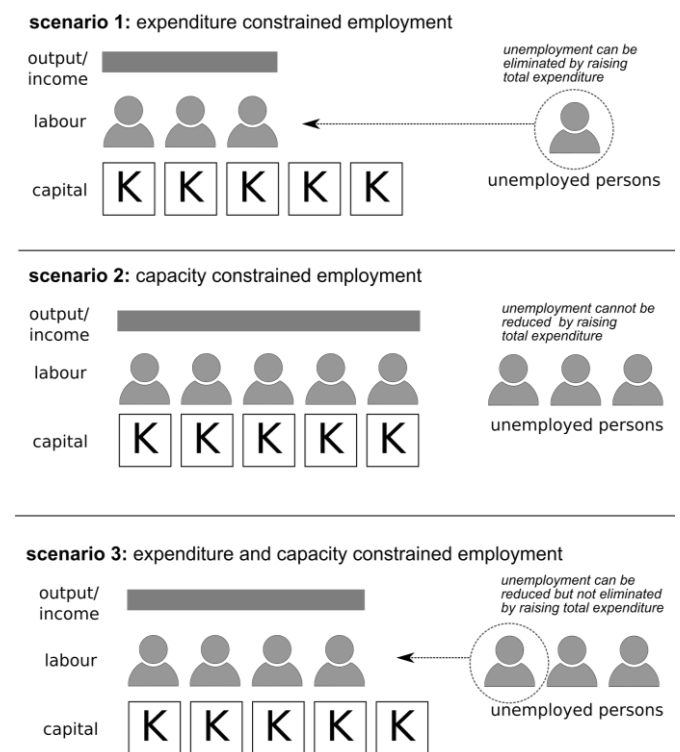 scenario 1: expenditure constrained employment
output/
income
unemployment can be
eliminated by raising
total expenditure
labour
capital
K K K K K
unemployed persons
scenario 2: capacity constrained employment
output/
income
unemployment cannot be
reduced by raising
total expenditure
labour
capital
K K K K K
unemployed persons
scenario 3: expenditure and capacity constrained employment
output/
income
unemployment can be
reduced but not eliminated
by raising total expenditure
labour
capital
K K K K K
unemployed persons